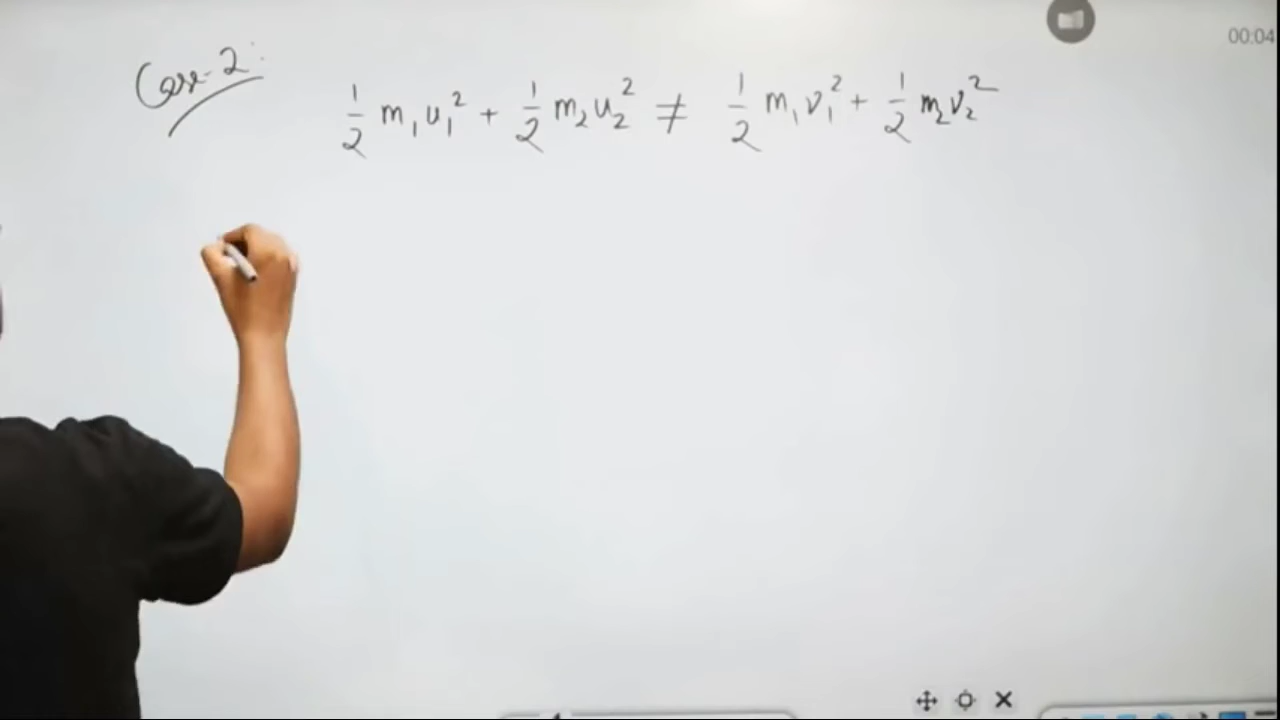 Case-2:
1/2 m₁u₁² + 1/2 m₂u₂² ≠ 1/2 m₁v₁² + 1/2 m₂v₂²
00:04